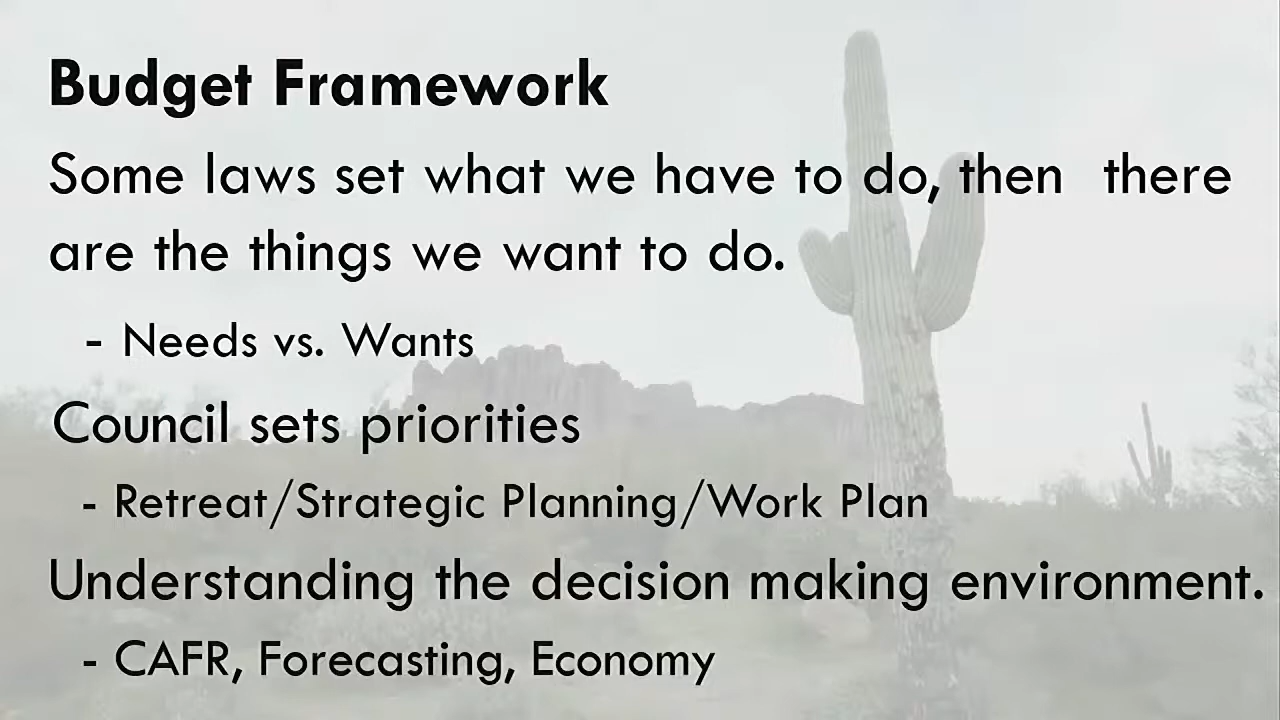 Budget Framework
Some laws set what we have to do, then there
are the things we want to do.
- Needs vs. Wants
Council sets priorities
- Retreat/Strategic Planning/Work Plan
Understanding the decision making environment.
- CAFR, Forecasting, Economy